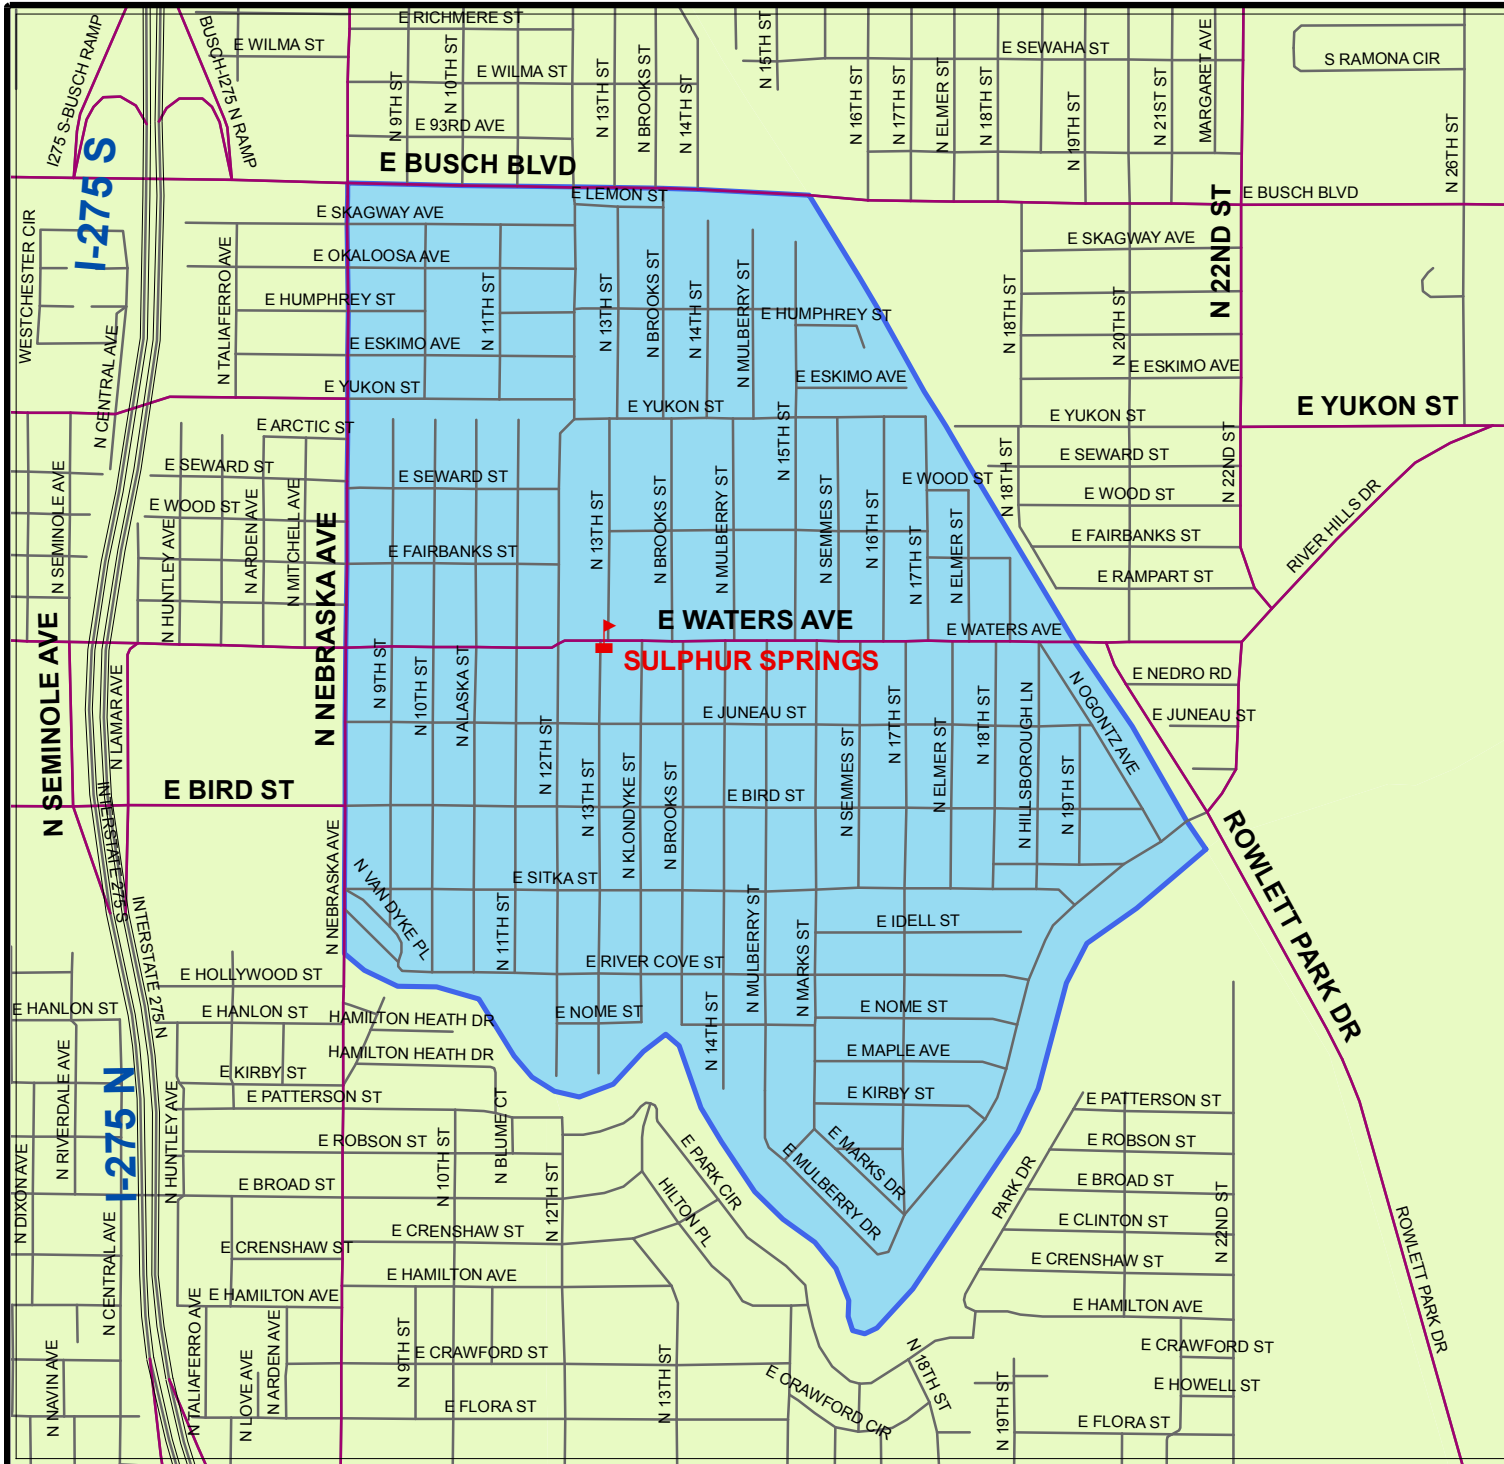 E RICHMERE ST
E WILMA ST
BUSCH-I275 N RAMP
I275 S-BUSCH RAMP
N 9TH ST
N 10TH ST
E WILMA ST
E 93RD AVE
N 13TH ST
N BROOKS ST
N 14TH ST
N 15TH ST
N 16TH ST
N 17TH ST
N ELMER ST
N 18TH ST
E SEWAHA ST
N 19TH ST
N 21ST ST
MARGARET AVE
S RAMONA CIR
N 26TH ST
I-275 S
E BUSCH BLVD
E BUSCH BLVD
N 22ND ST
WESTCHESTER CIR
E SKAGWAY AVE
E LEMON ST
E SKAGWAY AVE
E OKALOOSA AVE
N TALIAFERRO AVE
E HUMPHREY ST
N 11TH ST
N 13TH ST
N BROOKS ST
N 14TH ST
N MULBERRY ST
E HUMPHREY ST
N 18TH ST
N 20TH ST
N CENTRAL AVE
E ESKIMO AVE
E ESKIMO AVE
E ESKIMO AVE
E YUKON ST
E YUKON ST
E YUKON ST
E YUKON ST
E ARCTIC ST
N 15TH ST
N 22ND ST
E SEWARD ST
E SEWARD ST
E SEWARD ST
N SEMINOLE AVE
E WOOD ST
E WOOD ST
E WOOD ST
N 18TH ST
N HUNTLEY AVE
N ARDEN AVE
N MITCHELL AVE
N NEBRASKA AVE
N 13TH ST
N BROOKS ST
N MULBERRY ST
N SEMMES ST
N 16TH ST
N 17TH ST
N ELMER ST
E FAIRBANKS ST
E FAIRBANKS ST
RIVER HILLS DR
E RAMPART ST
E WATERS AVE
E WATERS AVE
SULPHUR SPRINGS
N SEMINOLE AVE
N LAMAR AVE
N 9TH ST
N 10TH ST
N ALASKA ST
N 12TH ST
E JUNEAU ST
N 17TH ST
N 18TH ST
N HILLSBOROUGH LN
N OGONTZ AVE
E NEDRO RD
E JUNEAU ST
E BIRD ST
INTERSTATE 275 S
N 13TH ST
N KLONDYKE ST
N BROOKS ST
E BIRD ST
N SEMMES ST
N ELMER ST
N 19TH ST
N NEBRASKA AVE
N VAN DYKE PL
E SITKA ST
ROWLETT PARK DR
INTERSTATE 275 N
N 11TH ST
N MULBERRY ST
N MARKS ST
E IDELL ST
E HOLLYWOOD ST
E RIVER COVE ST
E HANLON ST
E HANLON ST
HAMILTON HEATH DR
E NOME ST
N 14TH ST
E NOME ST
HAMILTON HEATH DR
E MAPLE AVE
N RIVERDALE AVE
I-275 N
N HUNTLEY AVE
E KIRBY ST
E KIRBY ST
E PATTERSON ST
N BLUME CT
E PATTERSON ST
E ROBSON ST
N 10TH ST
E PARK CIR
E MARKS DR
E MULBERRY DR
E ROBSON ST
N DIXON AVE
E BROAD ST
N 12TH ST
HILTON PL
PARK DR
E BROAD ST
N 22ND ST
E CLINTON ST
N CENTRAL AVE
E CRENSHAW ST
E CRENSHAW ST
E CRENSHAW ST
ROWLETT PARK DR
E HAMILTON AVE
E HAMILTON AVE
E HAMILTON AVE
N TALIAFERRO AVE
N ARDEN AVE
N LOVE AVE
N NAVIN AVE
N 9TH ST
E CRAWFORD ST
N 13TH ST
E CRAWFORD CIR
N 18TH ST
N 19TH ST
E CRAWFORD ST
E HOWELL ST
E FLORA ST
E FLORA ST